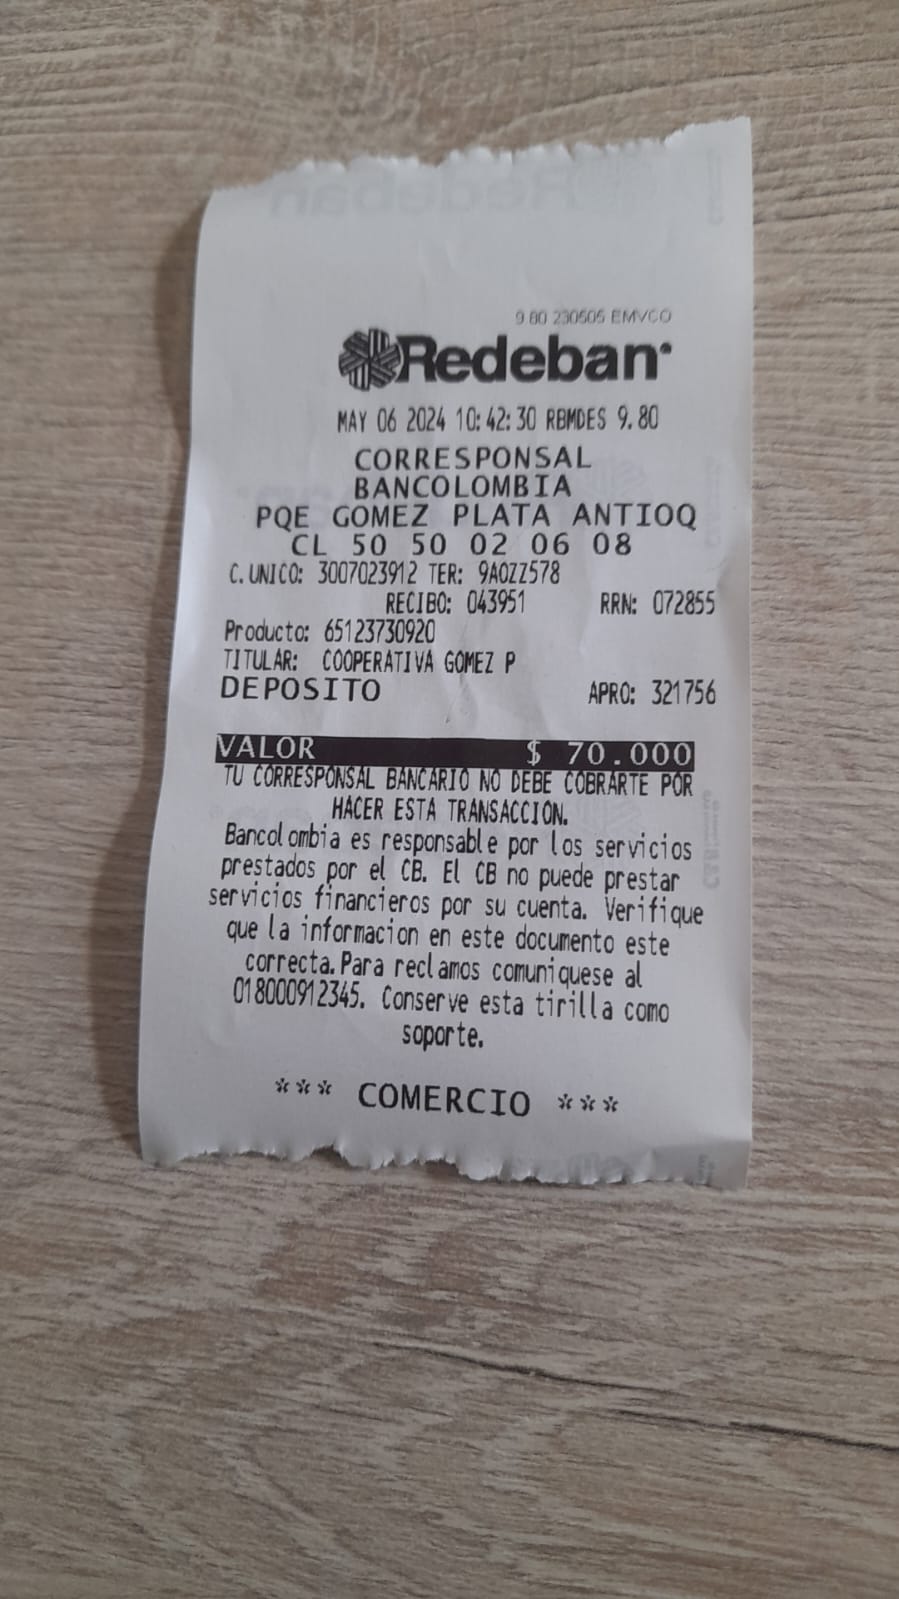 9.80 230505 EMVCO
Redeban
MAY 06 2024 10:42:30 RBMDES 9.80
CORRESPONSAL
BANCOLOMBIA
PQE GOMEZ PLATA ANTIOQ
CL 50 50 02 06 08
C. UNICO: 3007023912 TER: 9A0ZZ578
RECIBO: 043951 RRN: 072855
Producto: 65123730920
TITULAR: COOPERATIVA GOMEZ P
DEPOSITO APRO: 321756
VALOR $ 70.000
TU CORRESPONSAL BANCARIO NO DEBE COBRARTE POR
HACER ESTA TRANSACCION.
Bancolombia es responsable por los servicios
prestados por el CB. El CB no puede prestar
servicios financieros por su cuenta. Verifique
que la informacion en este documento este
correcta. Para reclamos comuniquese al
018000912345. Conserve esta tirilla como
soporte.
*** COMERCIO ***